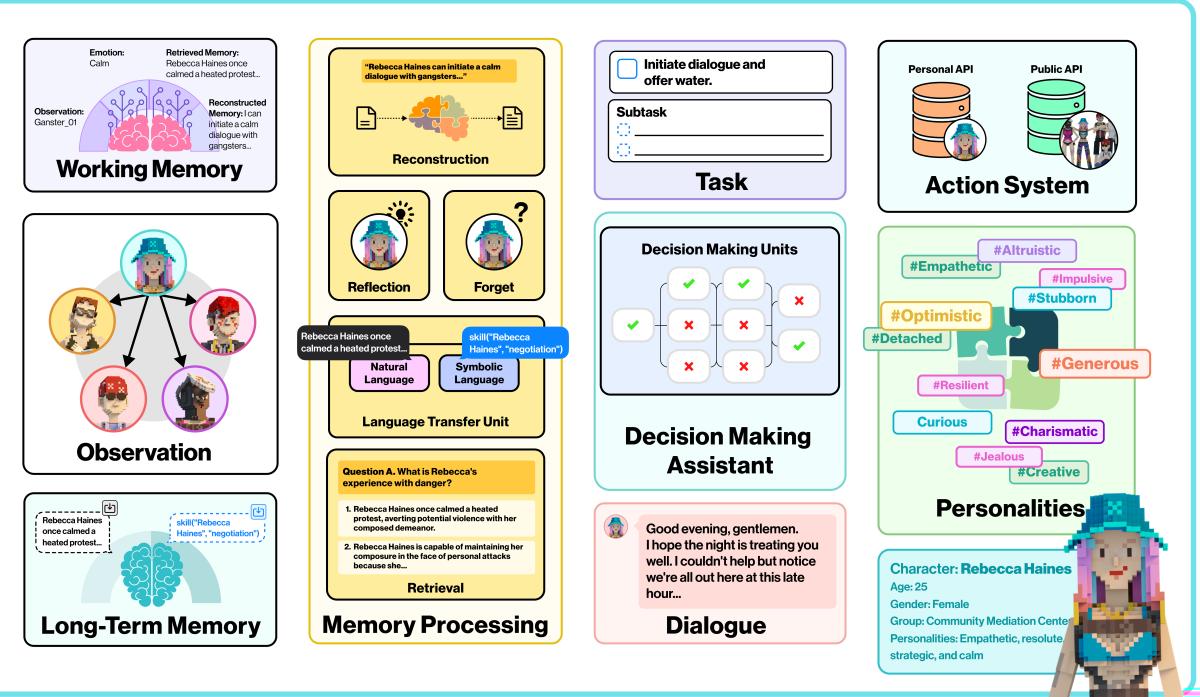 Emotion:
Calm
Retrieved Memory:
Rebecca Haines once
calmed a heated protest...
Observation:
Ganster_01
Reconstructed
Memory: I can
initiate a calm
dialogue with
gangsters...
Working Memory
Observation
Rebecca Haines
once calmed a
heated protest...
skill("Rebecca
Haines", "negotiation")
Long-Term Memory
"Rebecca Haines can initiate a calm
dialogue with gangsters..."
Reconstruction
Reflection
?
Forget
Rebecca Haines once
calmed a heated protest...
skill("Rebecca
Haines", "negotiation")
Natural
Language
Symbolic
Language
Language Transfer Unit
Question A. What is Rebecca's
experience with danger?
1. Rebecca Haines once calmed a heated
protest, averting potential violence with her
composed demeanor.
2. Rebecca Haines is capable of maintaining her
composure in the face of personal attacks
because she...
Retrieval
Memory Processing
Initiate dialogue and
offer water.
Subtask
Task
Decision Making Units
Decision Making
Assistant
Good evening, gentlemen.
I hope the night is treating you
well. I couldn't help but notice
we're all out here at this late
hour...
Dialogue
Personal API
Public API
Action System
#Altruistic
#Empathetic
#Impulsive
#Stubborn
#Optimistic
#Detached
#Generous
#Resilient
Curious
#Charismatic
#Jealous
#Creative
Personalities
Character: Rebecca Haines
Age: 25
Gender: Female
Group: Community Mediation Center
Personalities: Empathetic, resolute,
strategic, and calm